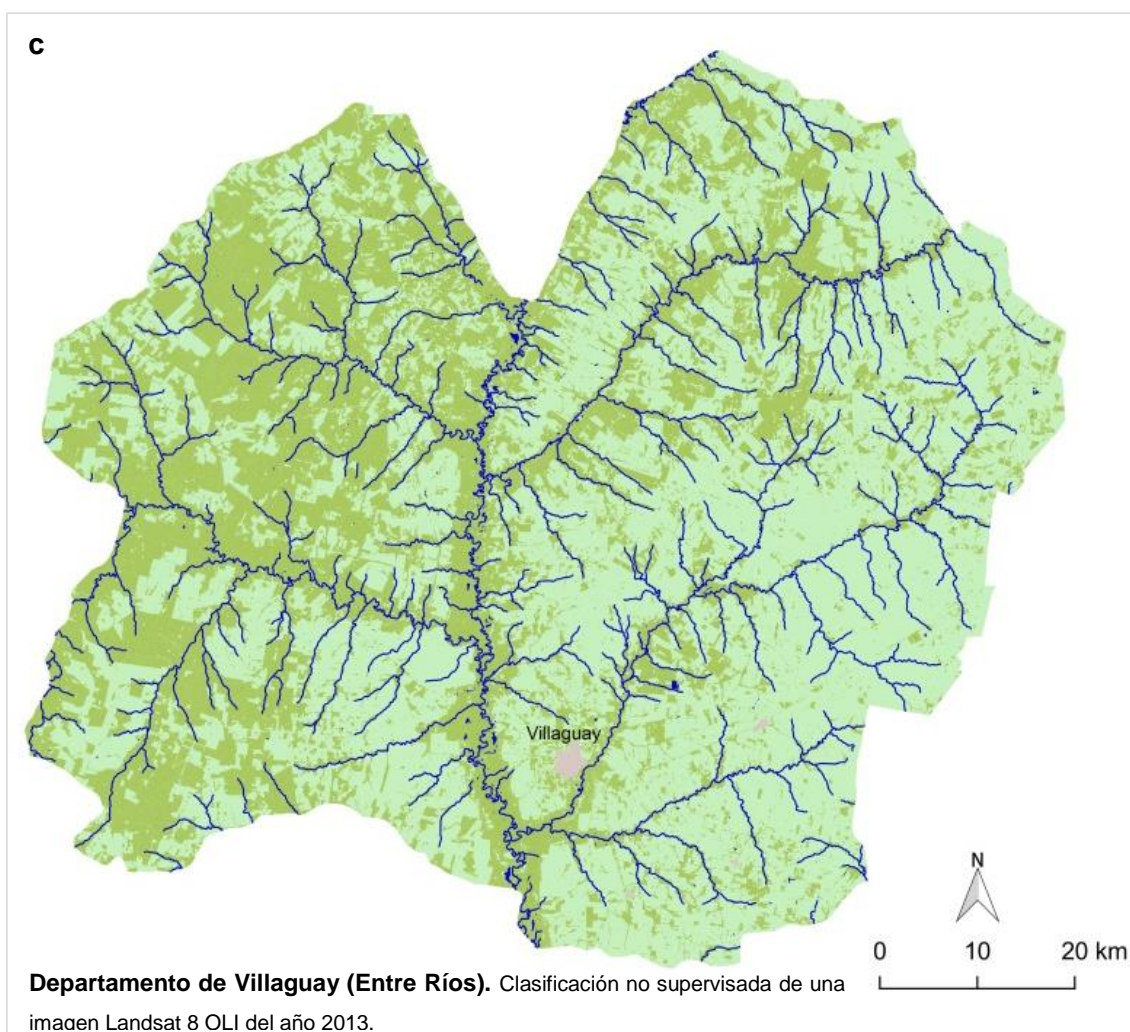 c
Villaguay
N
0 10 20 km
Departamento de Villaguay (Entre Ríos). Clasificación no supervisada de una
imagen Landsat 8 OLI del año 2013.